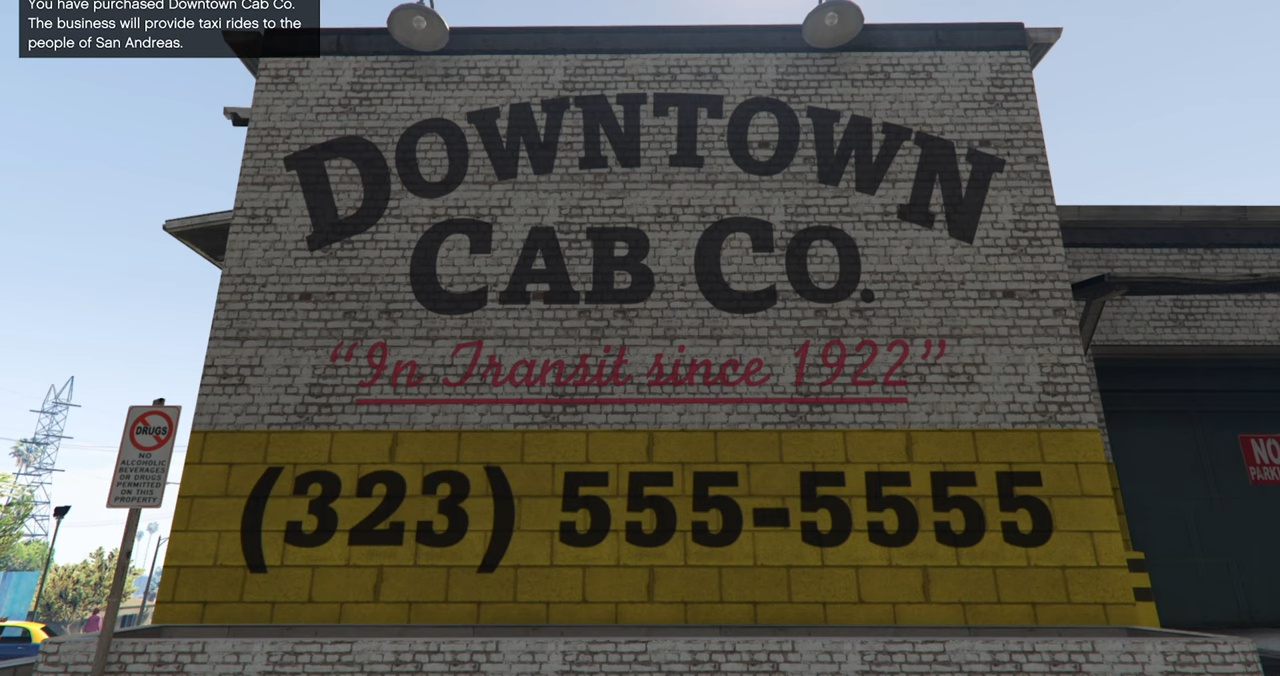 You have purchased Downtown Cab Co.
The business will provide taxi rides to the
people of San Andreas.
DOWNTOWN
CAB CO.
"In Transit since 1922"
(323) 555-5555
DRUGS
NO
ALCOHOLIC
BEVERAGES
OR DRUGS
PERMITTED
ON THIS
PROPERTY
NO